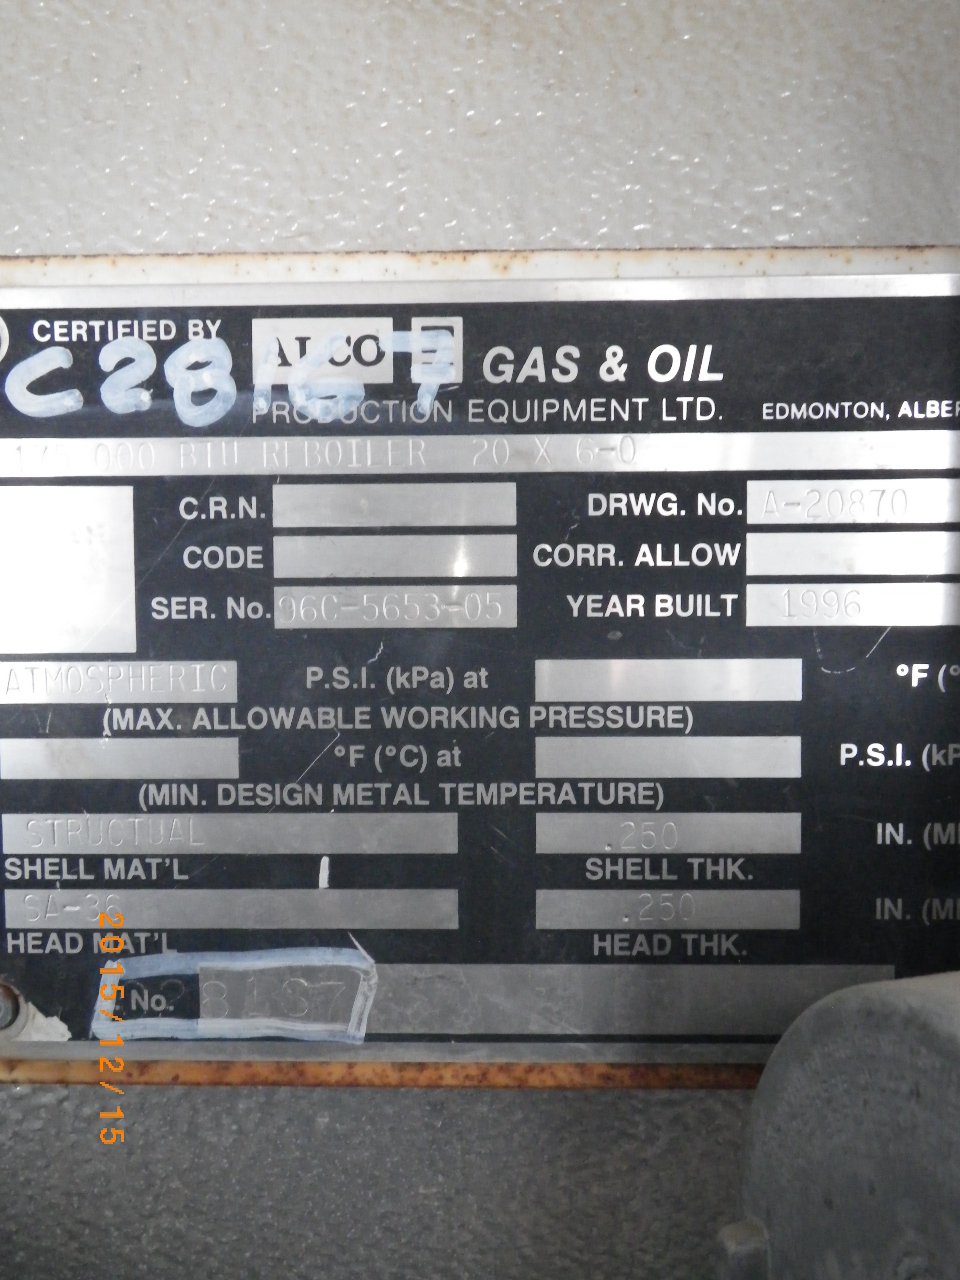 CERTIFIED BY ALCO GAS & OIL
PRODUCTION EQUIPMENT LTD. EDMONTON, ALBER
000 BTU REBOILER 20 X 6-0
C.R.N. DRWG. No. A-20870
CODE CORR. ALLOW
SER. No. 96C-5653-05 YEAR BUILT 1996
ATMOSPHERIC P.S.I. (kPa) at °F (°
(MAX. ALLOWABLE WORKING PRESSURE)
°F (°C) at P.S.I. (kP
(MIN. DESIGN METAL TEMPERATURE)
STRUCTUAL .250 IN. (M
SHELL MAT'L SHELL THK.
SA-36 .250 IN. (M
HEAD MAT'L HEAD THK.
No.
2015/12/15